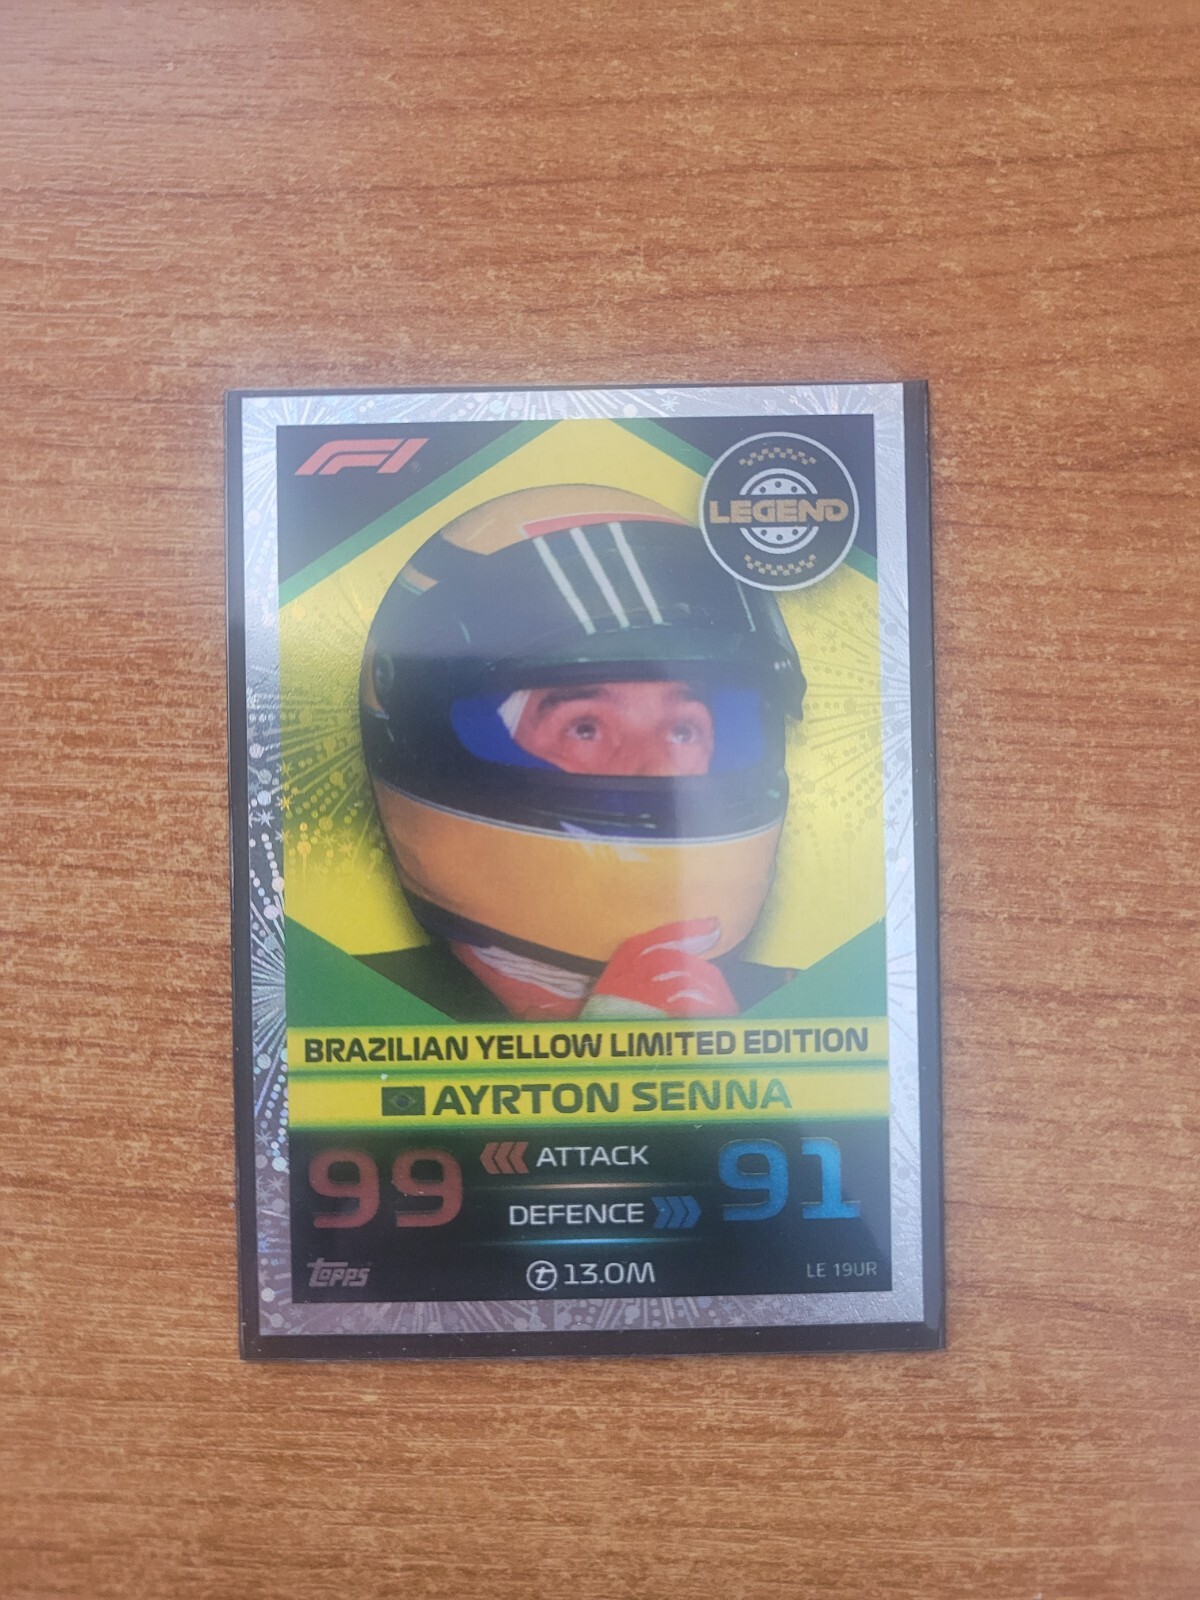 F1
LEGEND
BRAZILIAN YELLOW LIMITED EDITION
AYRTON SENNA
99 ATTACK 91
DEFENCE
topps t 13.0M LE 19UR